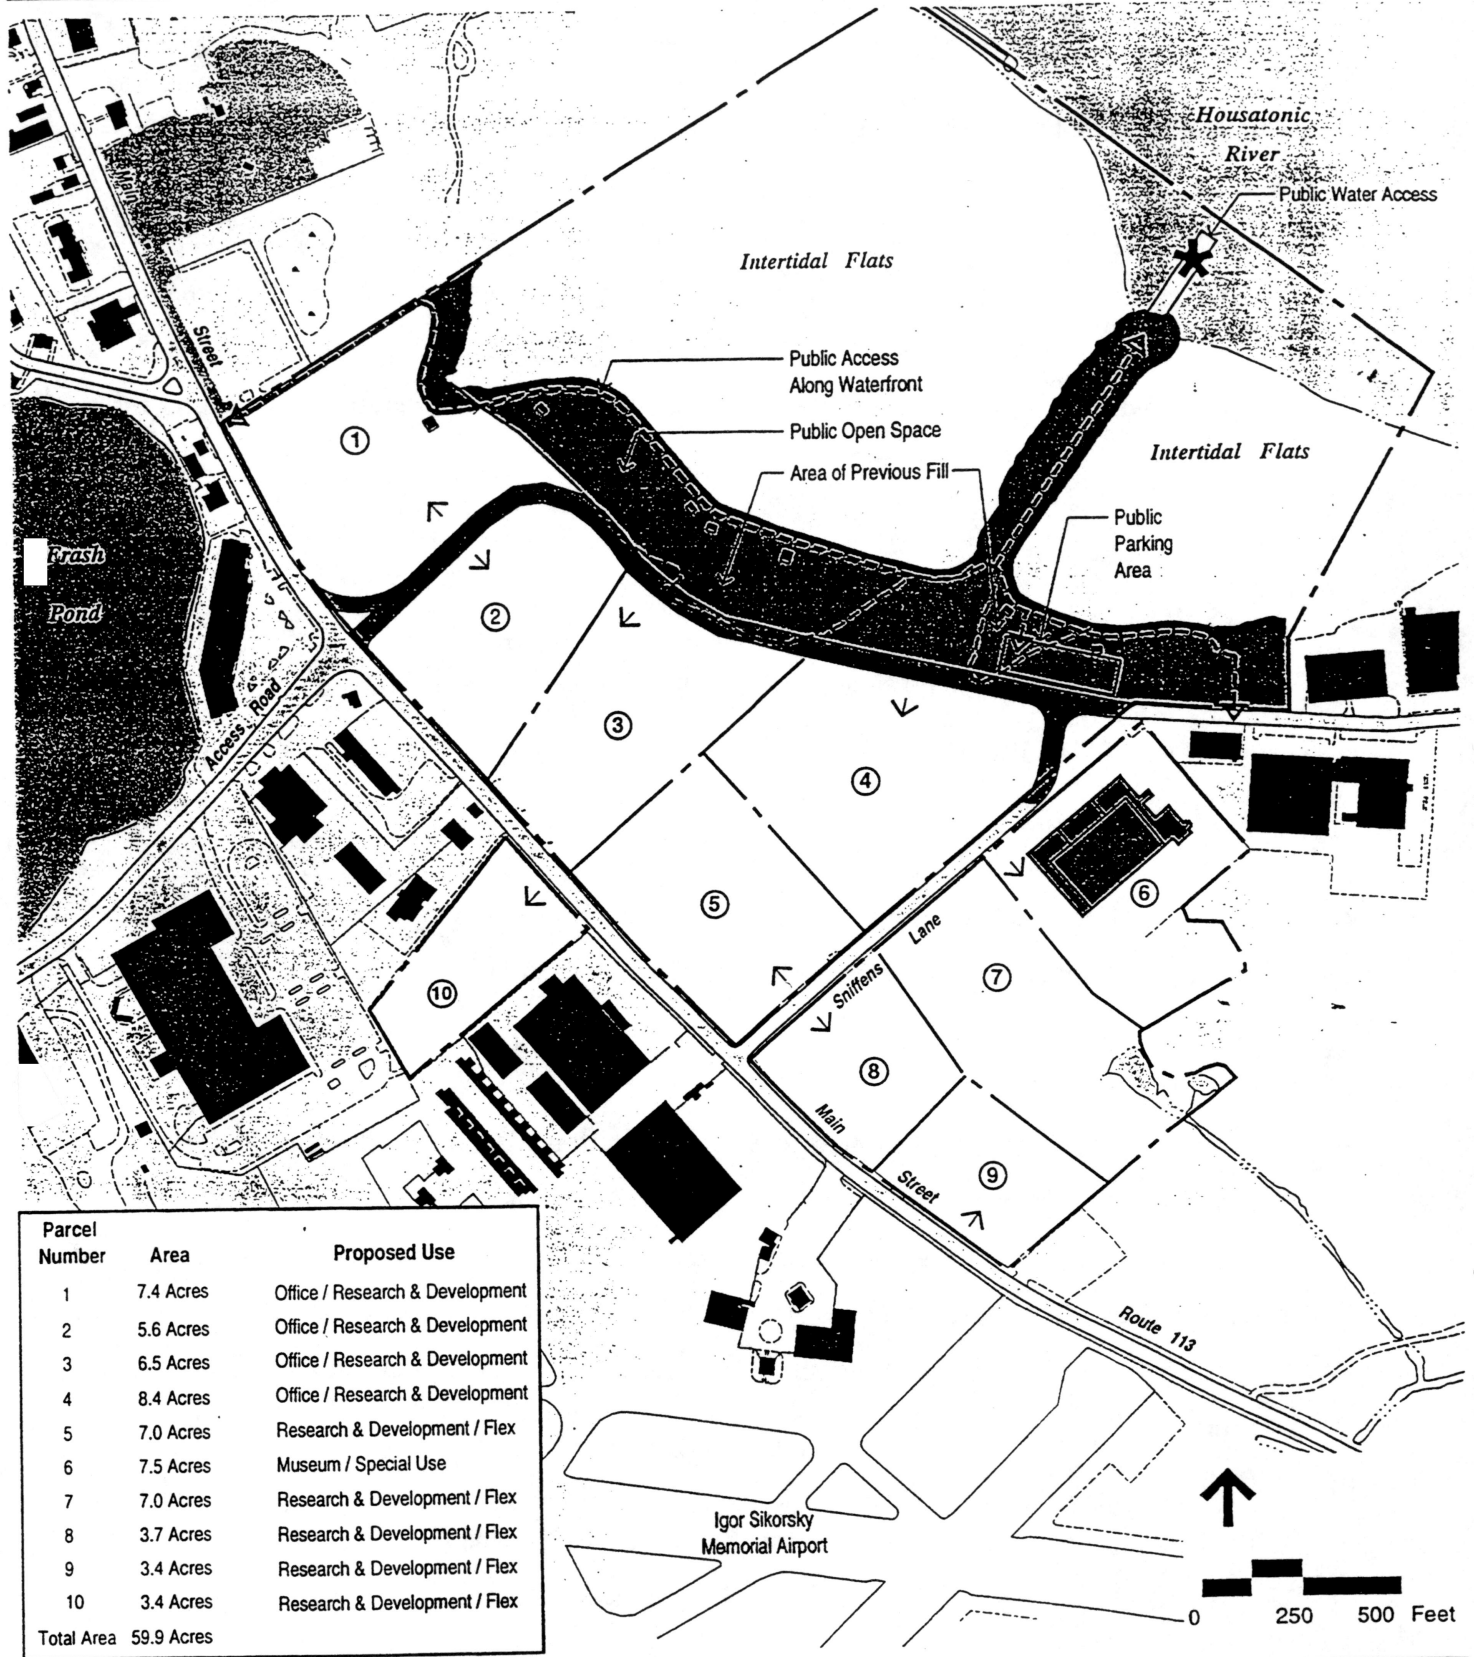 Housatonic
River
Public Water Access
Main
Street
Intertidal Flats
Public Access
Along Waterfront
Public Open Space
Area of Previous Fill
Intertidal Flats
Public
Parking
Area
Frash
Pond
Access Road
1
2
3
4
5
6
7
8
9
10
Sniffens Lane
Main
Street
Route 113
Igor Sikorsky
Memorial Airport
0 250 500 Feet
Parcel
Number Area Proposed Use
1 7.4 Acres Office / Research & Development
2 5.6 Acres Office / Research & Development
3 6.5 Acres Office / Research & Development
4 8.4 Acres Office / Research & Development
5 7.0 Acres Research & Development / Flex
6 7.5 Acres Museum / Special Use
7 7.0 Acres Research & Development / Flex
8 3.7 Acres Research & Development / Flex
9 3.4 Acres Research & Development / Flex
10 3.4 Acres Research & Development / Flex
Total Area 59.9 Acres